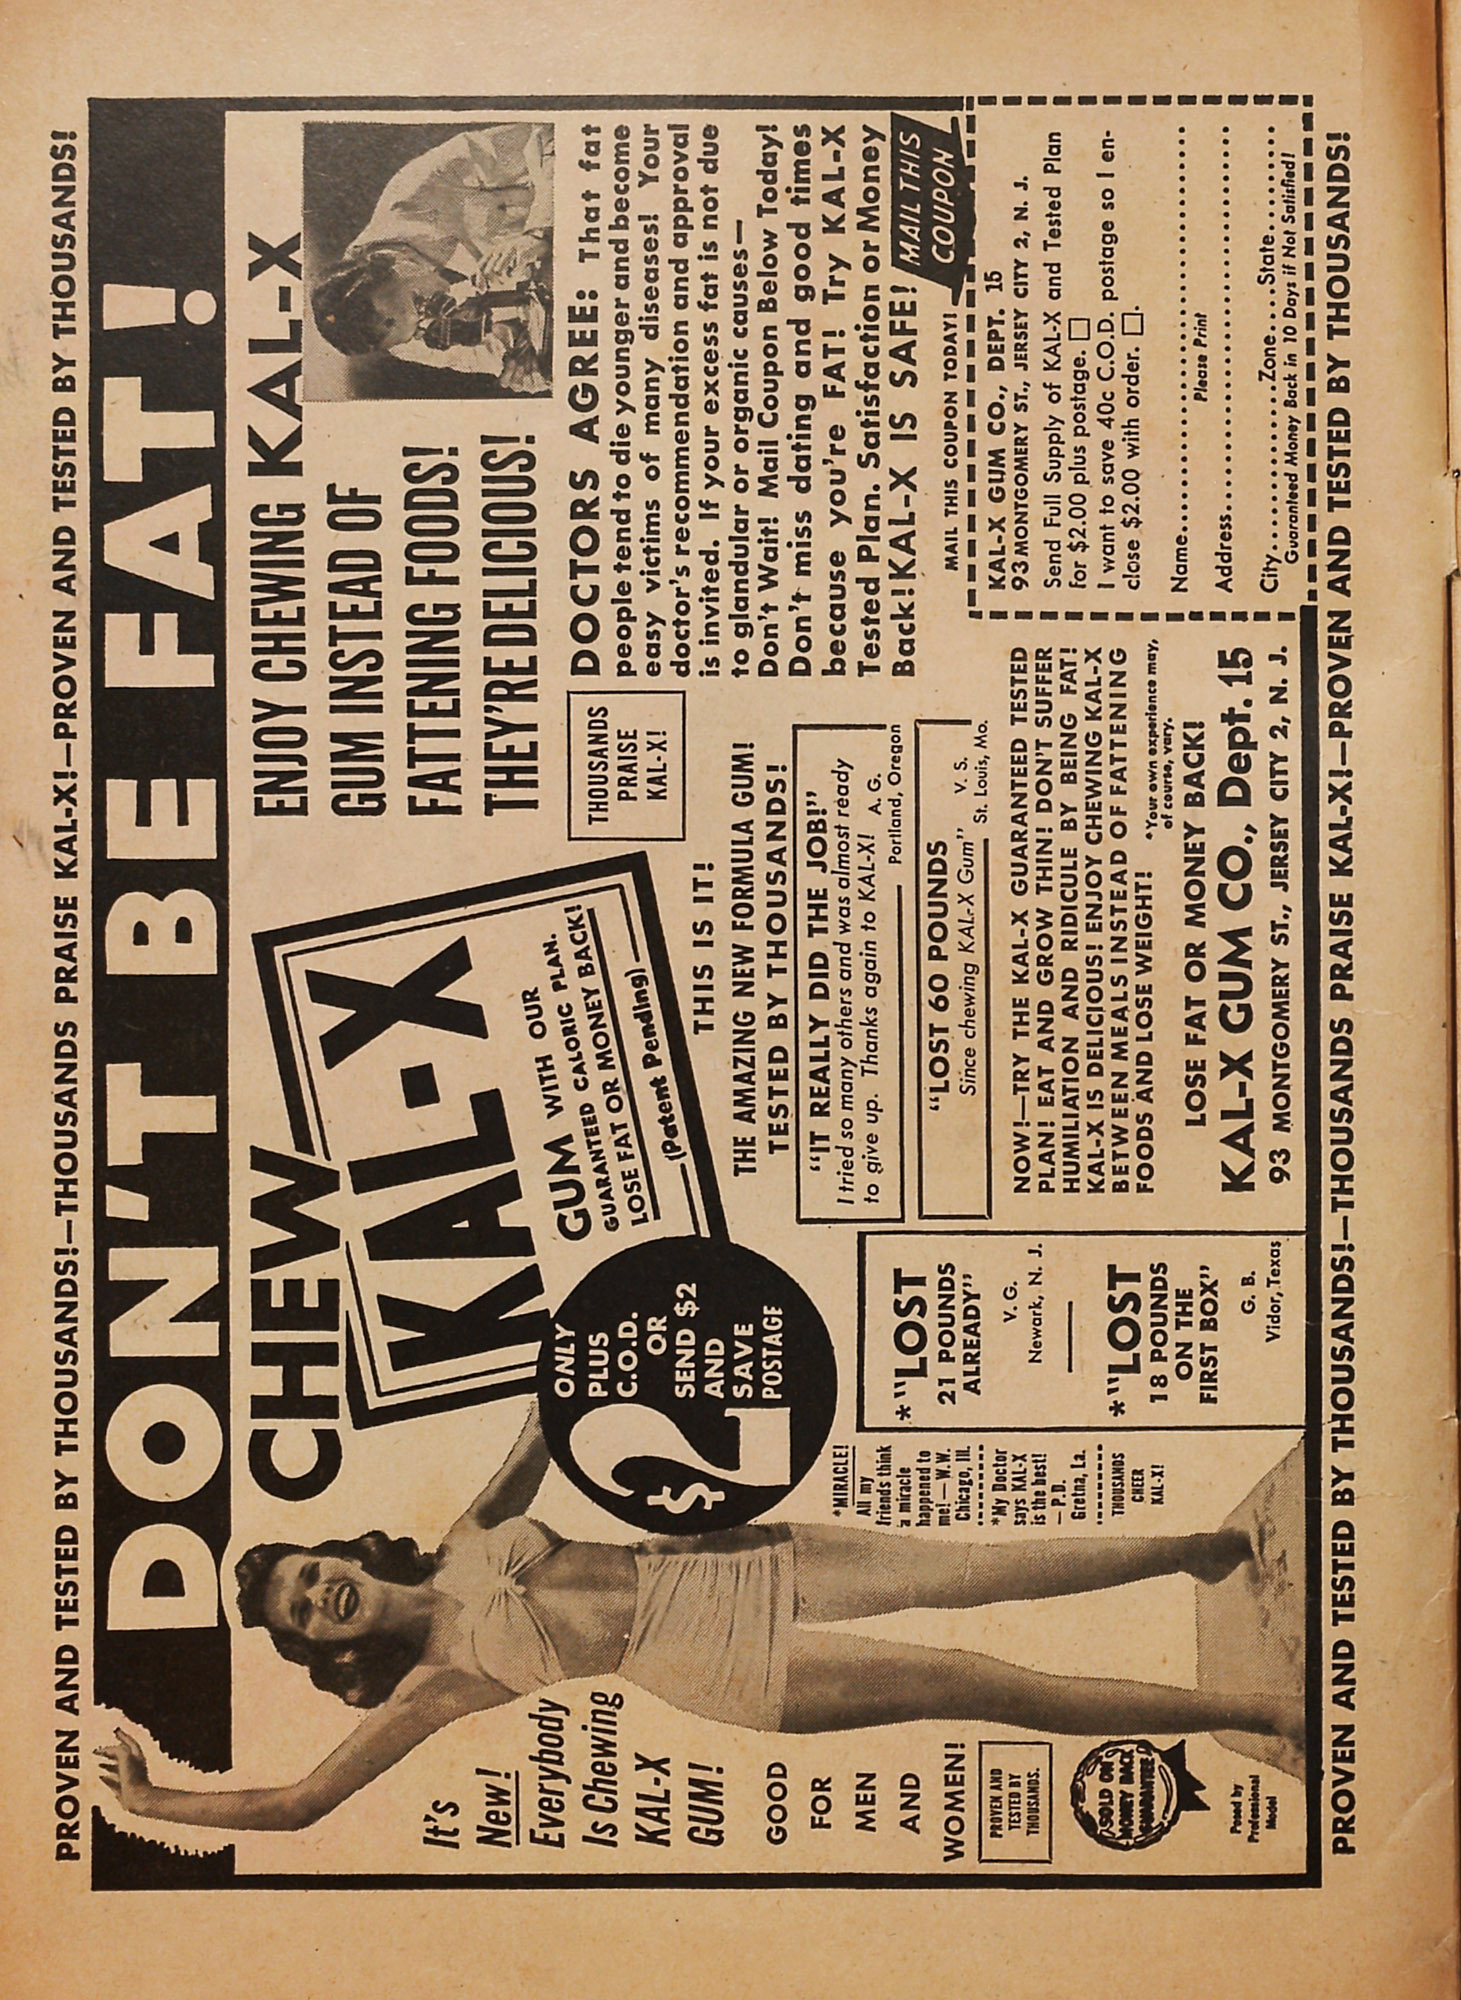 PROVEN AND TESTED BY THOUSANDS!—THOUSANDS PRAISE KAL-X!—PROVEN AND TESTED BY THOUSANDS!
DON'T BE FAT!
CHEW
KAL-X
GUM WITH OUR
GUARANTEED CALORIC PLAN.
LOSE FAT OR MONEY BACK!
(Patent Pending)
ONLY
$2
PLUS
C.O.D.
OR
SEND $2
AND
SAVE
POSTAGE
It's
New!
Everybody
Is Chewing
KAL-X
GUM!
GOOD
FOR
MEN
AND
WOMEN!
PROVEN AND
TESTED BY
THOUSANDS.
SOLD ON
MONEY BACK
GUARANTEE
Posed by
Professional
Model
*MIRACLE!
All my
friends think
a miracle
happened to
me! — W.W.
Chicago, Ill.
*My Doctor
says KAL-X
is the best!
— P.D.
Gretna, La.
THOUSANDS
CHEER
KAL-X!
*"LOST
21 POUNDS
ALREADY"
V. G.
Newark, N. J.
*"LOST
18 POUNDS
ON THE
FIRST BOX"
G. B.
Vidor, Texas
ENJOY CHEWING KAL-X
GUM INSTEAD OF
FATTENING FOODS!
THEY'RE DELICIOUS!
THOUSANDS
PRAISE
KAL-X!
THIS IS IT!
THE AMAZING NEW FORMULA GUM!
TESTED BY THOUSANDS!
"IT REALLY DID THE JOB!"
I tried so many others and was almost ready
to give up. Thanks again to KAL-X! A. G.
Portland, Oregon
"LOST 60 POUNDS
Since chewing KAL-X Gum" V. S.
St. Louis, Mo.
NOW!—TRY THE KAL-X GUARANTEED TESTED
PLAN! EAT AND GROW THIN! DON'T SUFFER
HUMILIATION AND RIDICULE BY BEING FAT!
KAL-X IS DELICIOUS! ENJOY CHEWING KAL-X
BETWEEN MEALS INSTEAD OF FATTENING
FOODS AND LOSE WEIGHT!
*Your own experience may,
of course, vary.
LOSE FAT OR MONEY BACK!
KAL-X GUM CO., Dept. 15
93 MONTGOMERY ST., JERSEY CITY 2, N. J.
DOCTORS AGREE: That fat
people tend to die younger and become
easy victims of many diseases! Your
doctor's recommendation and approval
is invited. If your excess fat is not due
to glandular or organic causes—
Don't Wait! Mail Coupon Below Today!
Don't miss dating and good times
because you're FAT! Try KAL-X
Tested Plan. Satisfaction or Money
Back! KAL-X IS SAFE!
MAIL THIS
COUPON
MAIL THIS COUPON TODAY!
KAL-X GUM CO., DEPT. 15
93 MONTGOMERY ST., JERSEY CITY 2, N. J.
Send Full Supply of KAL-X and Tested Plan
for $2.00 plus postage. □
I want to save 40c C.O.D. postage so I en-
close $2.00 with order. □.
Name........................................
Please Print
Address........................................
City....................Zone.....State..........
Guaranteed Money Back in 10 Days if Not Satisfied!
PROVEN AND TESTED BY THOUSANDS!—THOUSANDS PRAISE KAL-X!—PROVEN AND TESTED BY THOUSANDS!